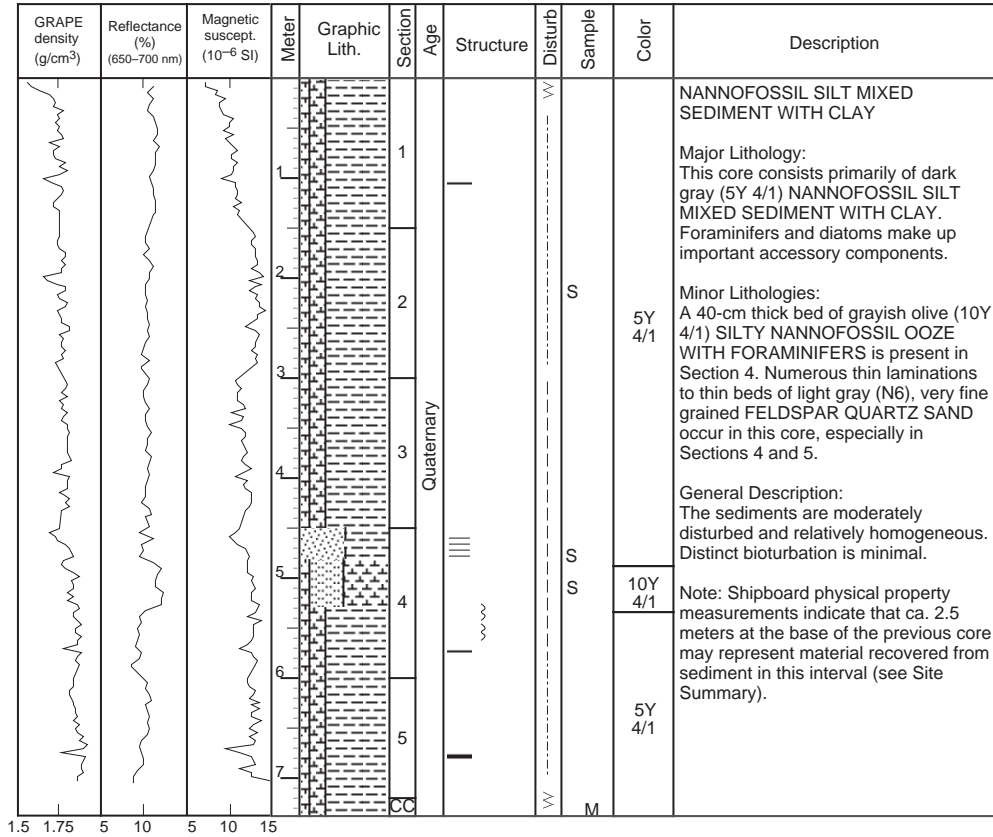 GRAPE
density
(g/cm3)
Reflectance
(%)
(650–700 nm)
Magnetic
suscept.
(10–6 SI)
Meter
Graphic
Lith.
Section
Age
Structure
Disturb
Sample
Color
Description
1
2
3
4
5
6
7
1
2
3
4
5
CC
Quaternary
S
S
S
M
5Y
4/1
10Y
4/1
5Y
4/1
NANNOFOSSIL SILT MIXED
SEDIMENT WITH CLAY
Major Lithology:
This core consists primarily of dark
gray (5Y 4/1) NANNOFOSSIL SILT
MIXED SEDIMENT WITH CLAY.
Foraminifers and diatoms make up
important accessory components.
Minor Lithologies:
A 40-cm thick bed of grayish olive (10Y
4/1) SILTY NANNOFOSSIL OOZE
WITH FORAMINIFERS is present in
Section 4. Numerous thin laminations
to thin beds of light gray (N6), very fine
grained FELDSPAR QUARTZ SAND
occur in this core, especially in
Sections 4 and 5.
General Description:
The sediments are moderately
disturbed and relatively homogeneous.
Distinct bioturbation is minimal.
Note: Shipboard physical property
measurements indicate that ca. 2.5
meters at the base of the previous core
may represent material recovered from
sediment in this interval (see Site
Summary).
1.5 1.75 5 10 5 10 15